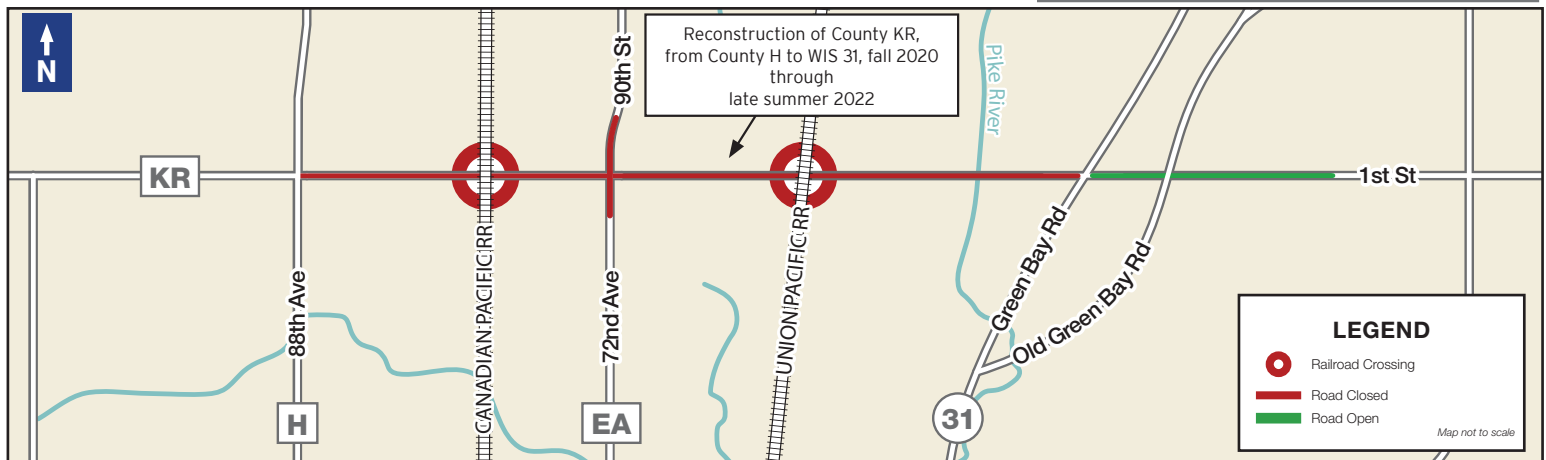 N
Reconstruction of County KR,
from County H to WIS 31, fall 2020
through
late summer 2022
90th St
Pike River
KR
1st St
88th Ave
CANADIAN PACIFIC RR
72nd Ave
UNION PACIFIC RR
Green Bay Rd
Old Green Bay Rd
H
EA
31
LEGEND
Railroad Crossing
Road Closed
Road Open
Map not to scale